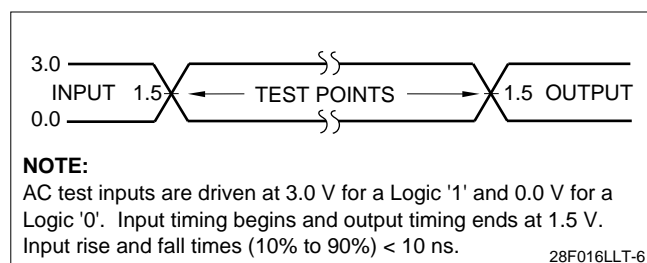 3.0
INPUT 1.5 TEST POINTS 1.5 OUTPUT
0.0
NOTE:
AC test inputs are driven at 3.0 V for a Logic '1' and 0.0 V for a
Logic '0'. Input timing begins and output timing ends at 1.5 V.
Input rise and fall times (10% to 90%) < 10 ns.
28F016LLT-6